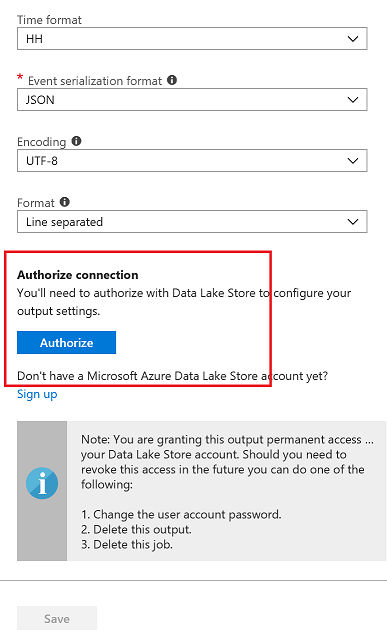 Time format
HH
* Event serialization format
JSON
Encoding
UTF-8
Format
Line separated
Authorize connection
You'll need to authorize with Data Lake Store to configure your
output settings.
Authorize
Don't have a Microsoft Azure Data Lake Store account yet?
Sign up
Note: You are granting this output permanent access ...
your Data Lake Store account. Should you need to
revoke this access in the future you can do one of the
following:
1. Change the user account password.
2. Delete this output.
3. Delete this job.
Save